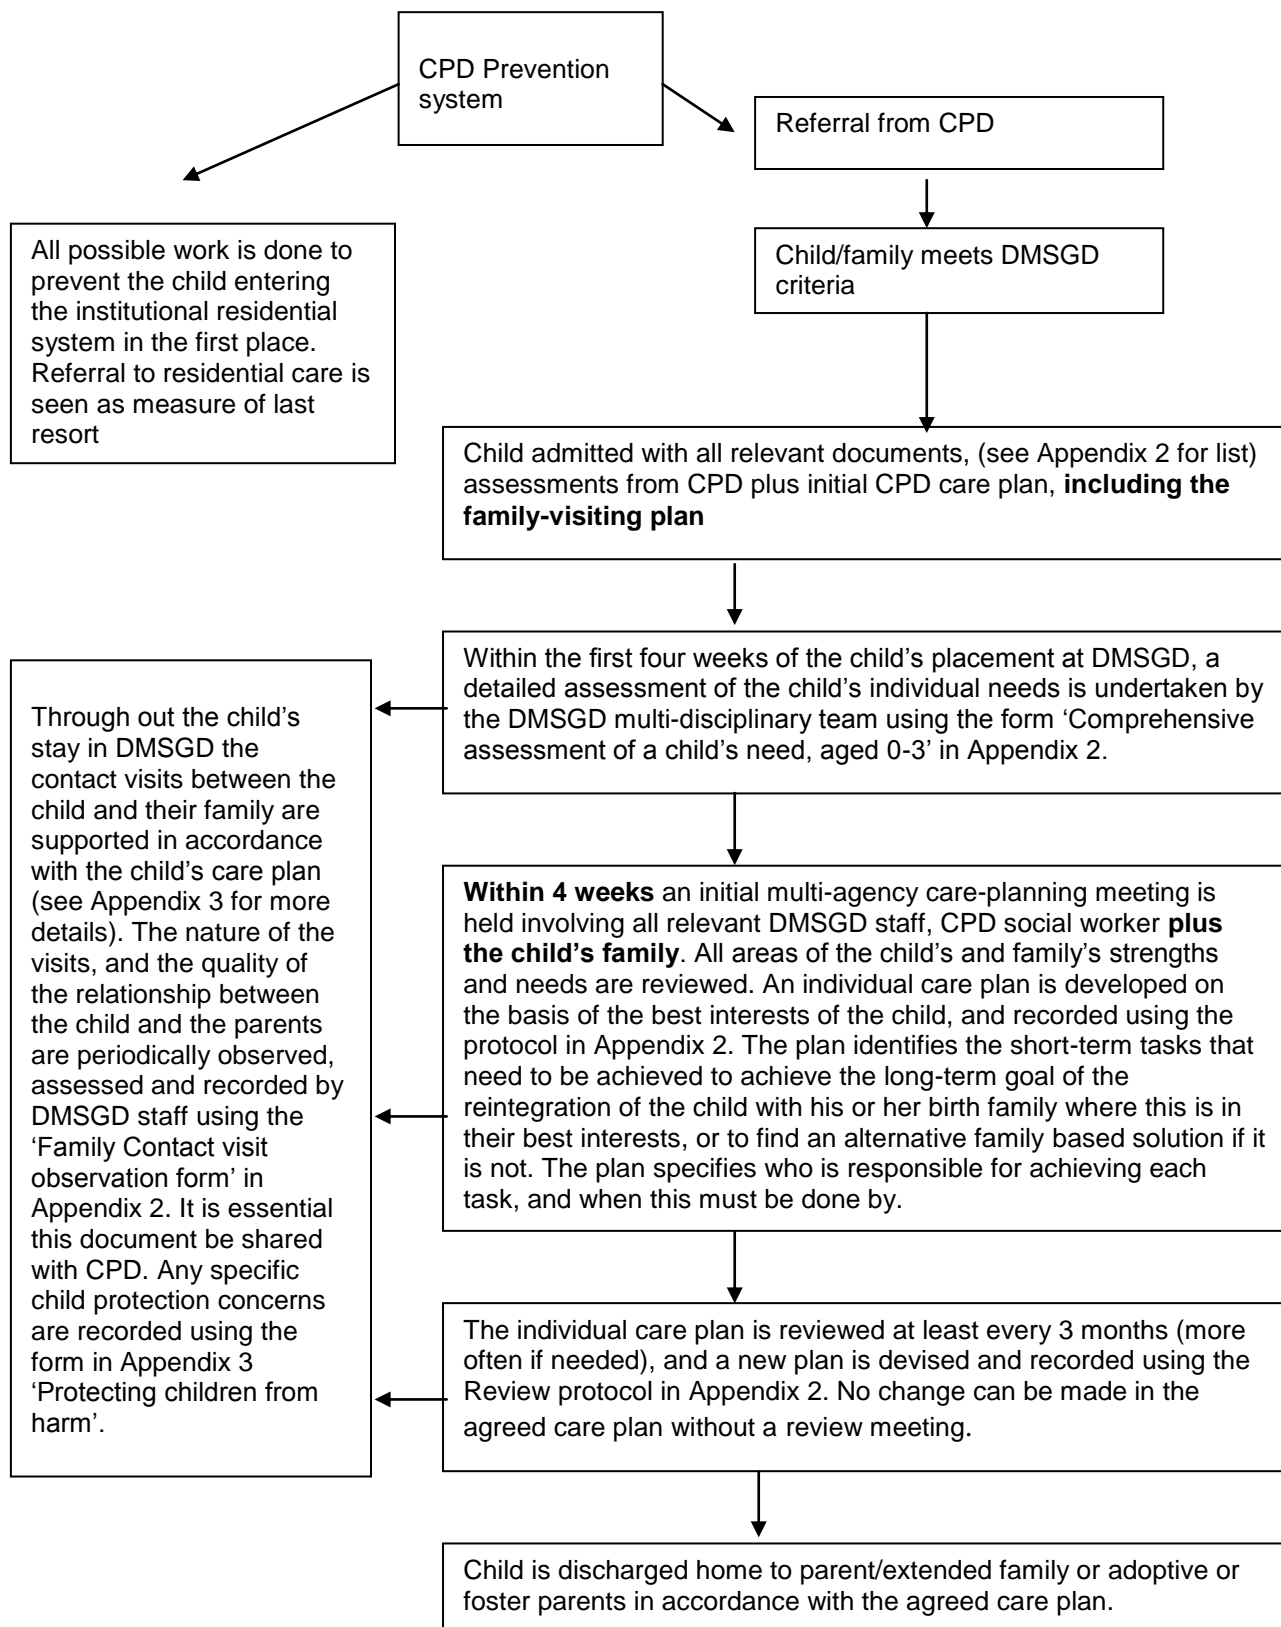 CPD Prevention
system
Referral from CPD
All possible work is done to
prevent the child entering
the institutional residential
system in the first place.
Referral to residential care is
seen as measure of last
resort
Child/family meets DMSGD
criteria
Child admitted with all relevant documents, (see Appendix 2 for list)
assessments from CPD plus initial CPD care plan, including the
family-visiting plan
Within the first four weeks of the child’s placement at DMSGD, a
detailed assessment of the child’s individual needs is undertaken by
the DMSGD multi-disciplinary team using the form ‘Comprehensive
assessment of a child’s need, aged 0-3’ in Appendix 2.
Through out the child’s
stay in DMSGD the
contact visits between the
child and their family are
supported in accordance
with the child’s care plan
(see Appendix 3 for more
details). The nature of the
visits, and the quality of
the relationship between
the child and the parents
are periodically observed,
assessed and recorded by
DMSGD staff using the
‘Family Contact visit
observation form’ in
Appendix 2. It is essential
this document be shared
with CPD. Any specific
child protection concerns
are recorded using the
form in Appendix 3
‘Protecting children from
harm’.
Within 4 weeks an initial multi-agency care-planning meeting is
held involving all relevant DMSGD staff, CPD social worker plus
the child’s family. All areas of the child’s and family’s strengths
and needs are reviewed. An individual care plan is developed on
the basis of the best interests of the child, and recorded using the
protocol in Appendix 2. The plan identifies the short-term tasks that
need to be achieved to achieve the long-term goal of the
reintegration of the child with his or her birth family where this is in
their best interests, or to find an alternative family based solution if it
is not. The plan specifies who is responsible for achieving each
task, and when this must be done by.
The individual care plan is reviewed at least every 3 months (more
often if needed), and a new plan is devised and recorded using the
Review protocol in Appendix 2. No change can be made in the
agreed care plan without a review meeting.
Child is discharged home to parent/extended family or adoptive or
foster parents in accordance with the agreed care plan.